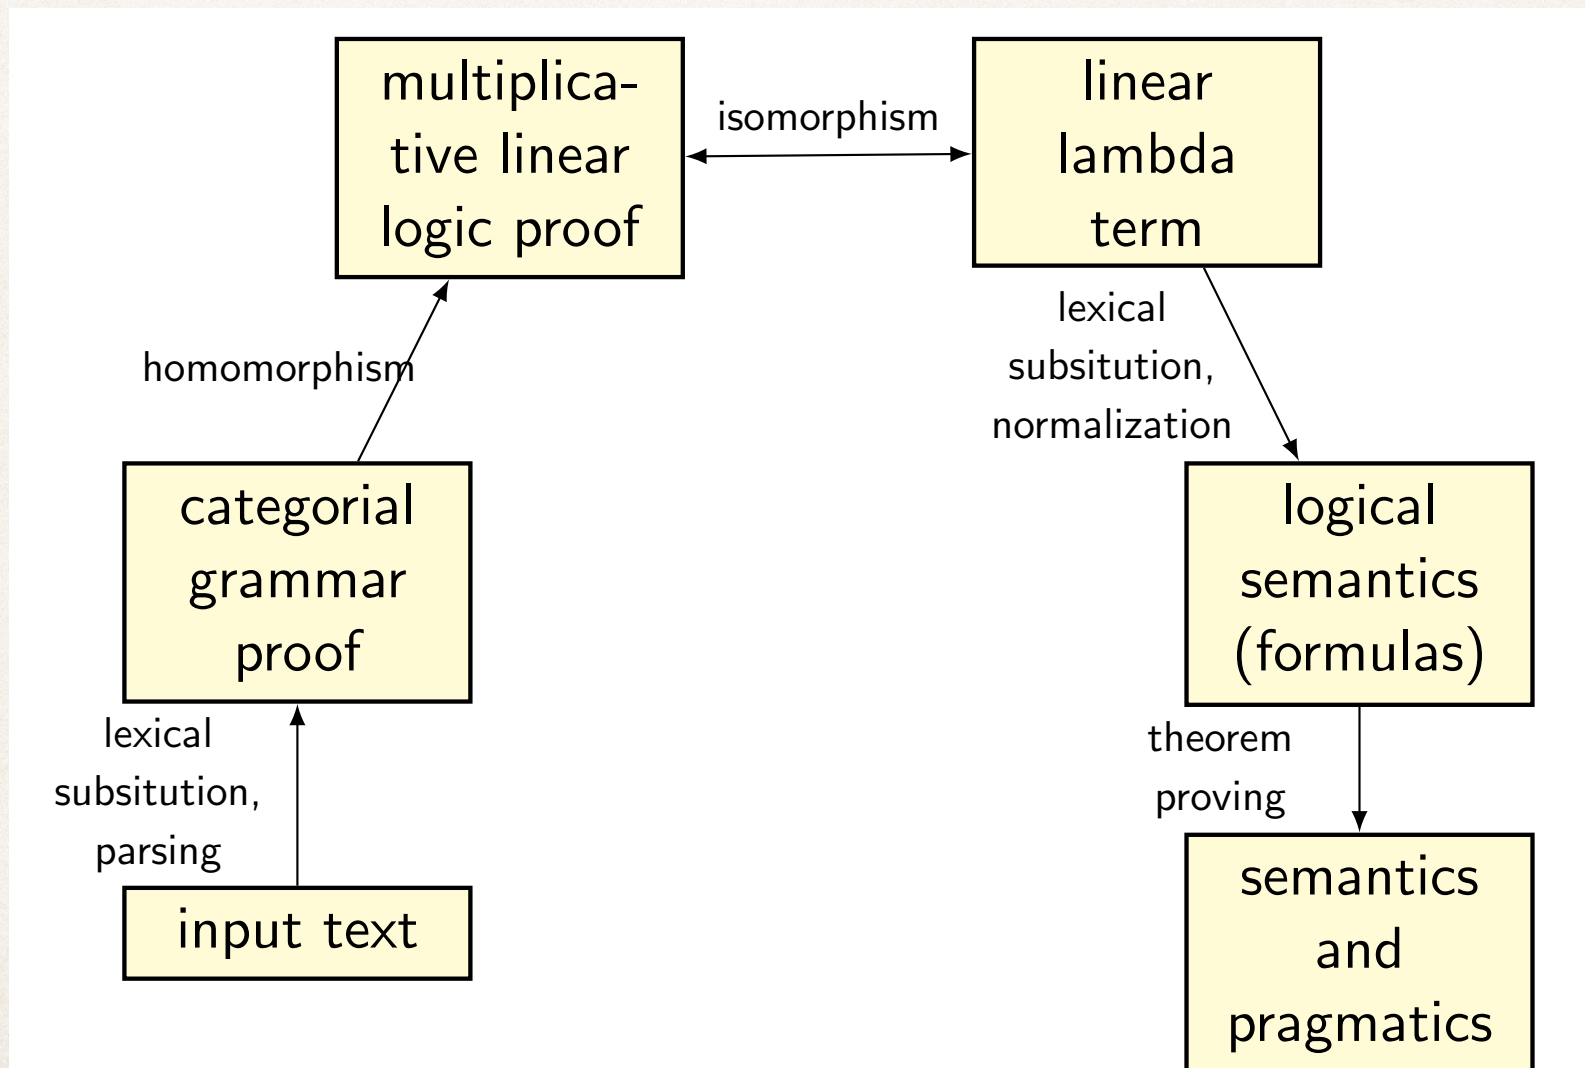 multiplica-
tive linear
logic proof
isomorphism
linear
lambda
term
homomorphism
lexical
subsitution,
normalization
categorial
grammar
proof
logical
semantics
(formulas)
lexical
subsitution,
parsing
theorem
proving
input text
semantics
and
pragmatics